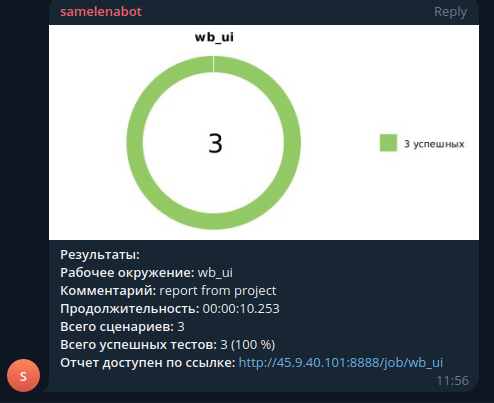 samelenabot Reply
wb_ui
3
3 успешных
Результаты:
Рабочее окружение: wb_ui
Комментарий: report from project
Продолжительность: 00:00:10.253
Всего сценариев: 3
Всего успешных тестов: 3 (100 %)
Отчет доступен по ссылке: http://45.9.40.101:8888/job/wb_ui
S
11:56